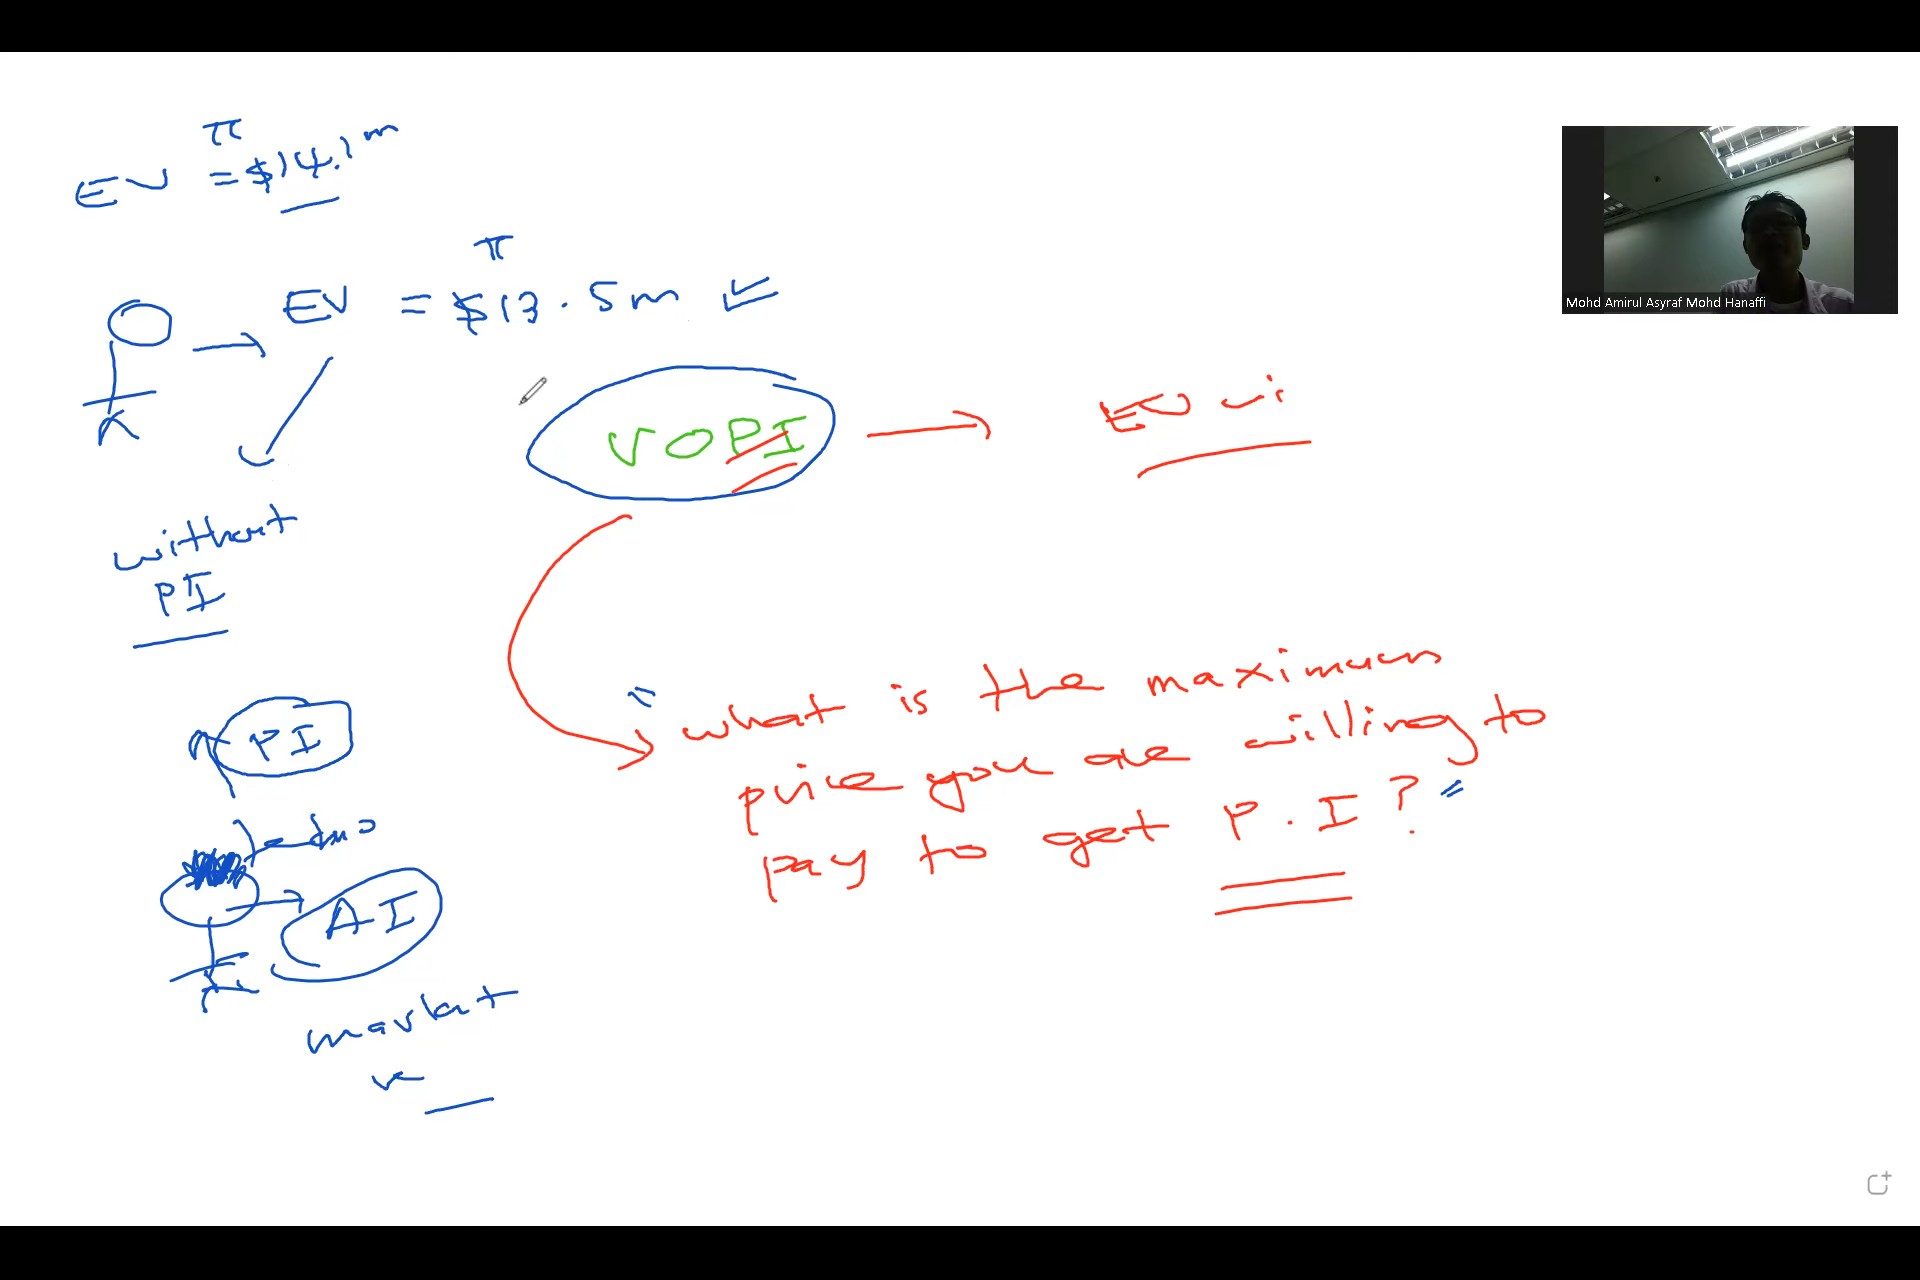 π
EV = $14.1m
π
EV = $13.5m
VOPI
EV
without
PI
"what is the maximum
price you are willing to
pay to get P.I?"
PI
AI
market
Mohd Amirul Asyraf Mohd Hanaffi